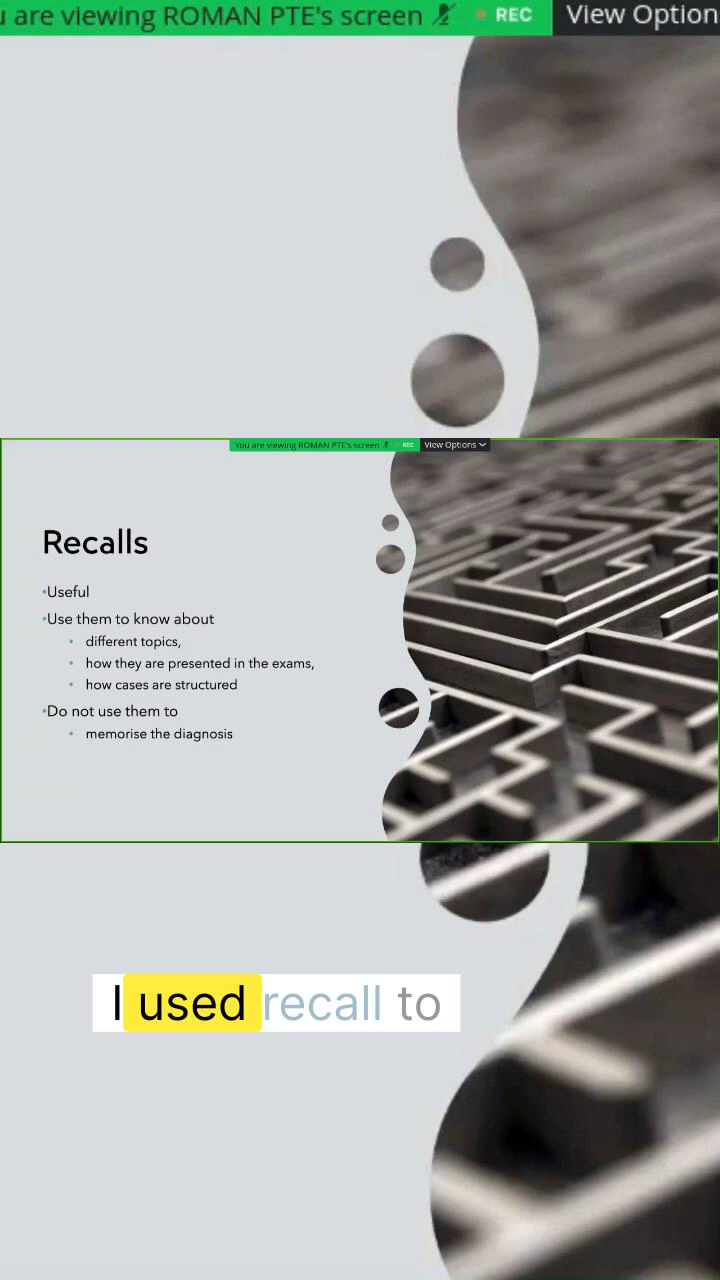 u are viewing ROMAN PTE's screen REC View Option
You are viewing ROMAN PTE's screen REC View Options
Recalls
•Useful
•Use them to know about
• different topics,
• how they are presented in the exams,
• how cases are structured
•Do not use them to
• memorise the diagnosis
I used recall to